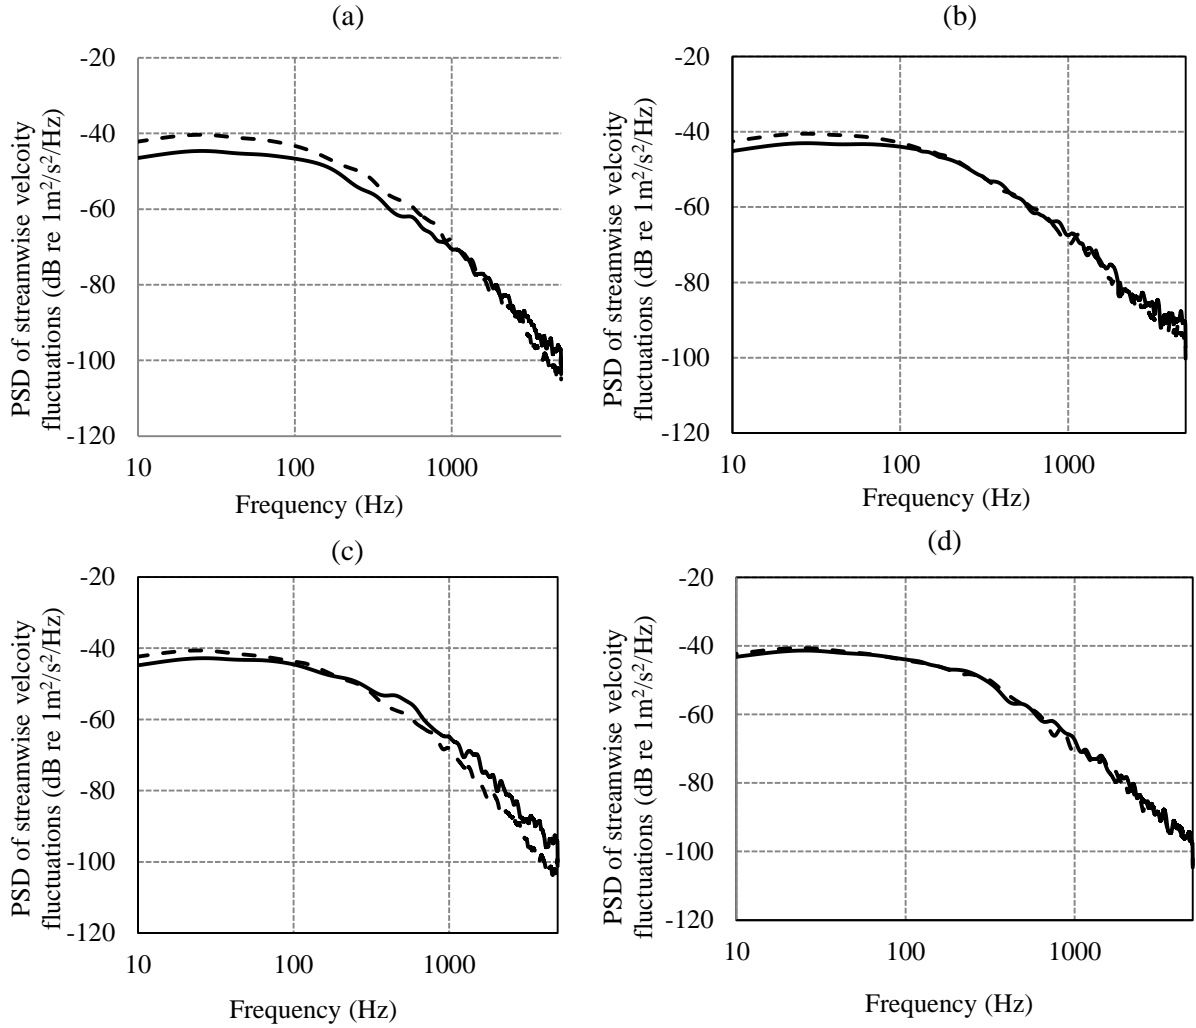 (a)
PSD of streamwise velcoity
fluctuations (dB re 1m²/s²/Hz)
-20
-40
-60
-80
-100
-120
10
100
1000
Frequency (Hz)
(b)
PSD of streamwise velcoity
fluctuations (dB re 1m²/s²/Hz)
-20
-40
-60
-80
-100
-120
10
100
1000
Frequency (Hz)
(c)
PSD of streamwise velcoity
fluctuations (dB re 1m²/s²/Hz)
-20
-40
-60
-80
-100
-120
10
100
1000
Frequency (Hz)
(d)
PSD of streamwise velcoity
fluctuations (dB re 1m²/s²/Hz)
-20
-40
-60
-80
-100
-120
10
100
1000
Frequency (Hz)